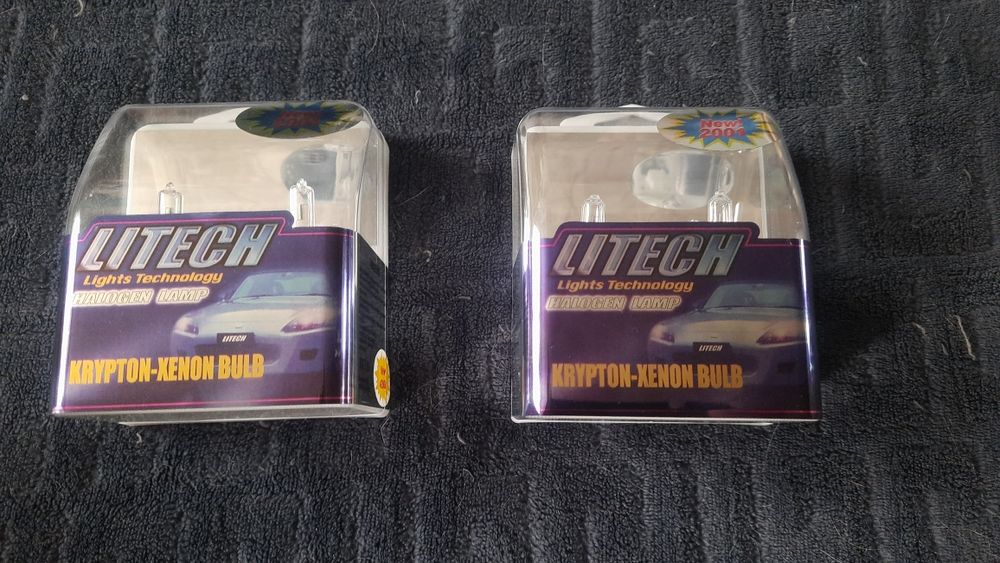 LITECH
Lights Technology
HALOGEN LAMP
LITECH
KRYPTON-XENON BULB
New!
2001
LITECH
Lights Technology
HALOGEN LAMP
LITECH
KRYPTON-XENON BULB